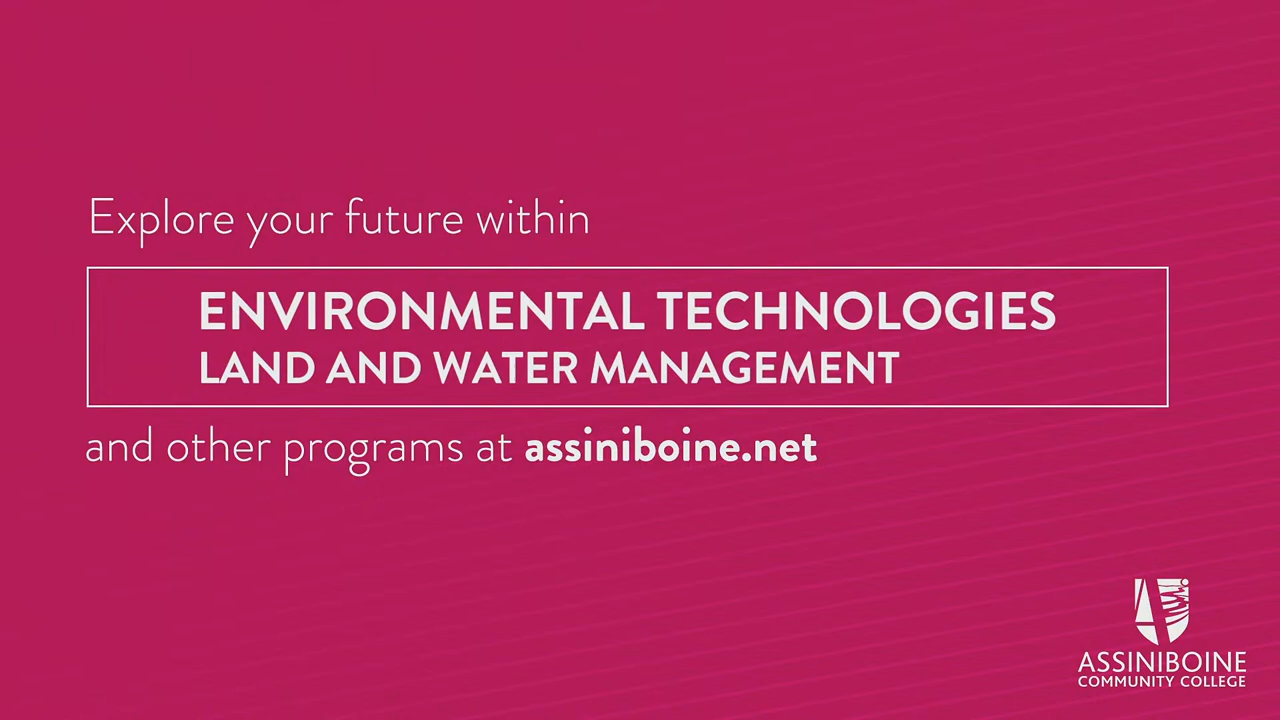 Explore your future within
ENVIRONMENTAL TECHNOLOGIES
LAND AND WATER MANAGEMENT
and other programs at assiniboine.net
ASSINIBOINE
COMMUNITY COLLEGE